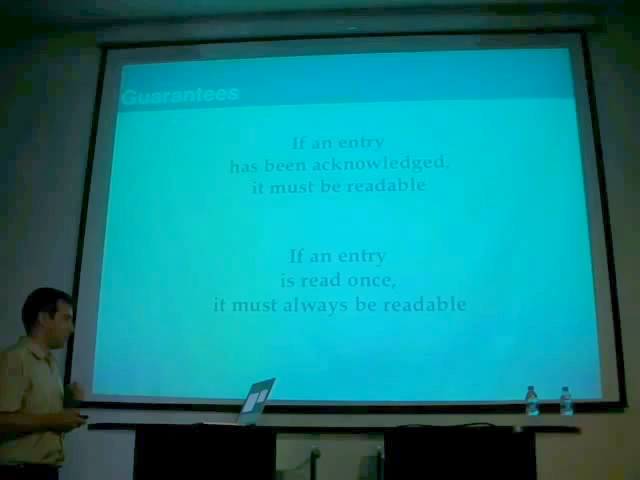 Guarantees
If an entry
has been acknowledged,
it must be readable
If an entry
is read once,
it must always be readable